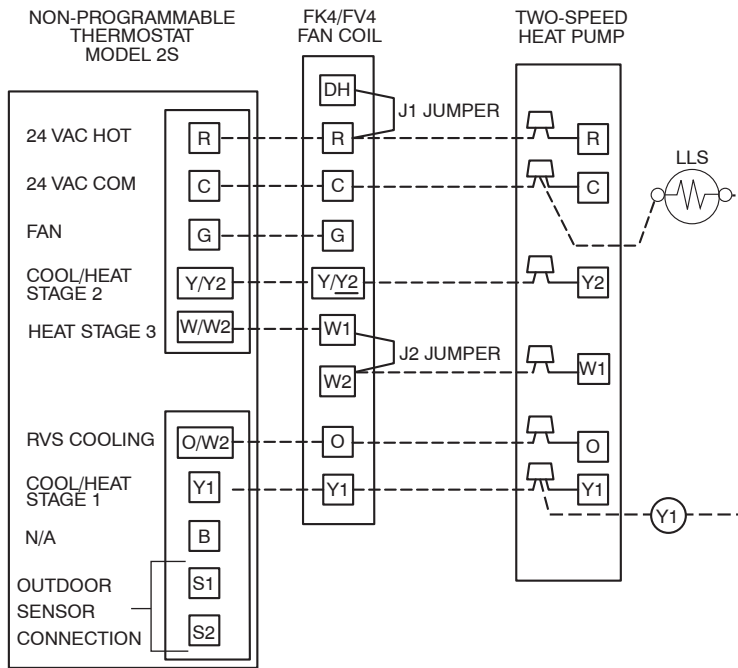 NON-PROGRAMMABLE
THERMOSTAT
MODEL 2S
FK4/FV4
FAN COIL
TWO-SPEED
HEAT PUMP
DH
J1 JUMPER
24 VAC HOT R R R
LLS
24 VAC COM C C C
FAN G G
COOL/HEAT
STAGE 2
Y/Y2 Y/Y2 Y2
HEAT STAGE 3 W/W2 W1
J2 JUMPER
W2 W1
RVS COOLING O/W2 O O
COOL/HEAT
STAGE 1
Y1 Y1 Y1
Y1
N/A B
OUTDOOR
SENSOR
CONNECTION
S1
S2